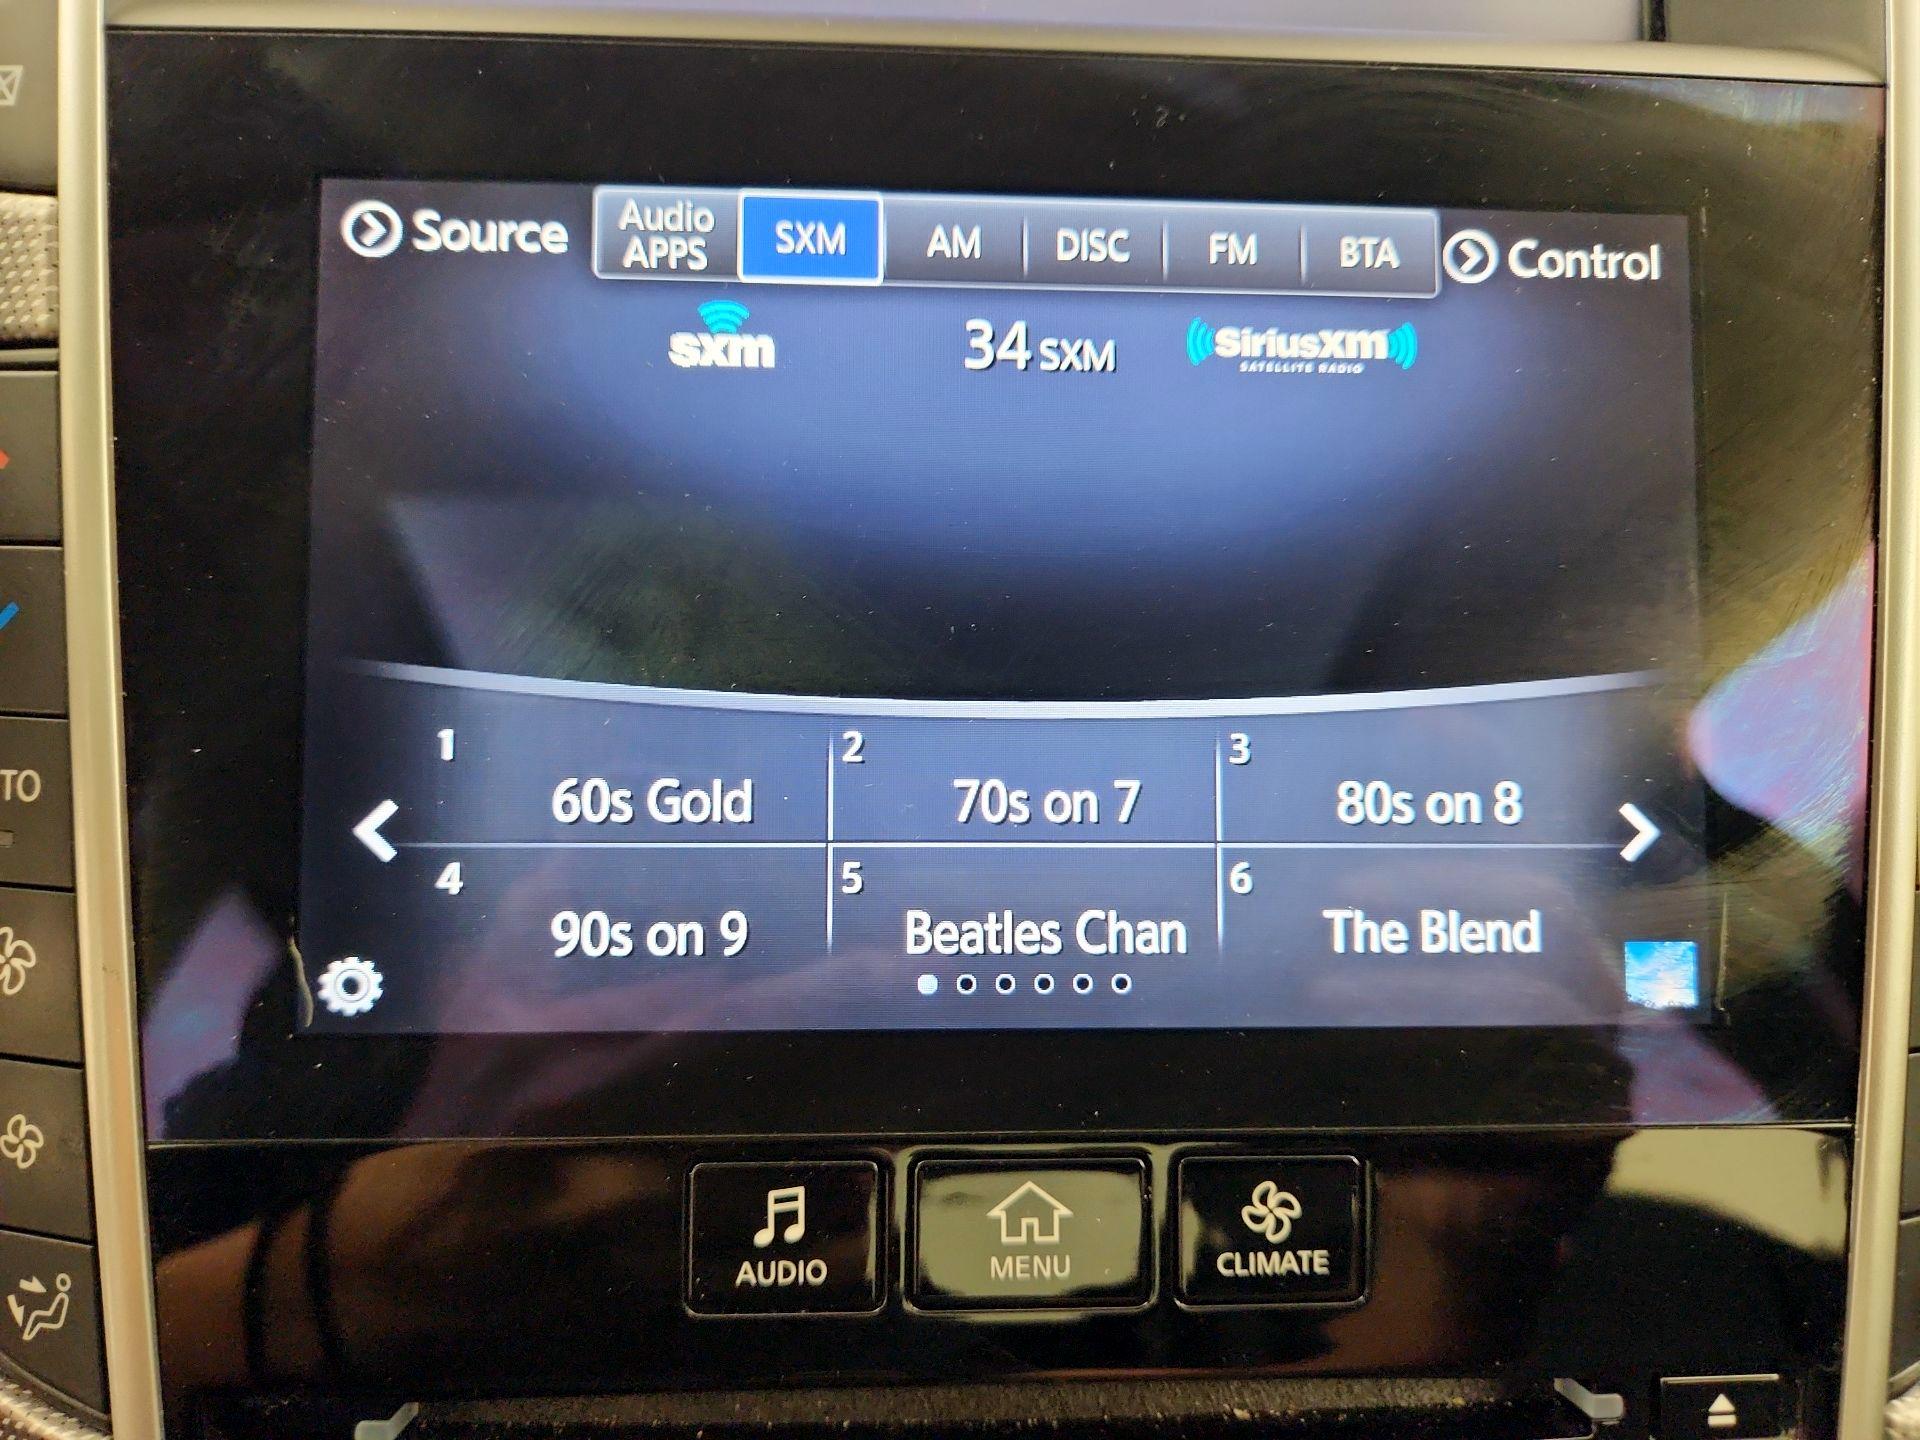 Source
Audio
APPS
SXM
AM
DISC
FM
BTA
Control
sxm
34 SXM
SiriusXM
SATELLITE RADIO
1
60s Gold
2
70s on 7
3
80s on 8
4
90s on 9
5
Beatles Chan
6
The Blend
TO
AUDIO
MENU
CLIMATE